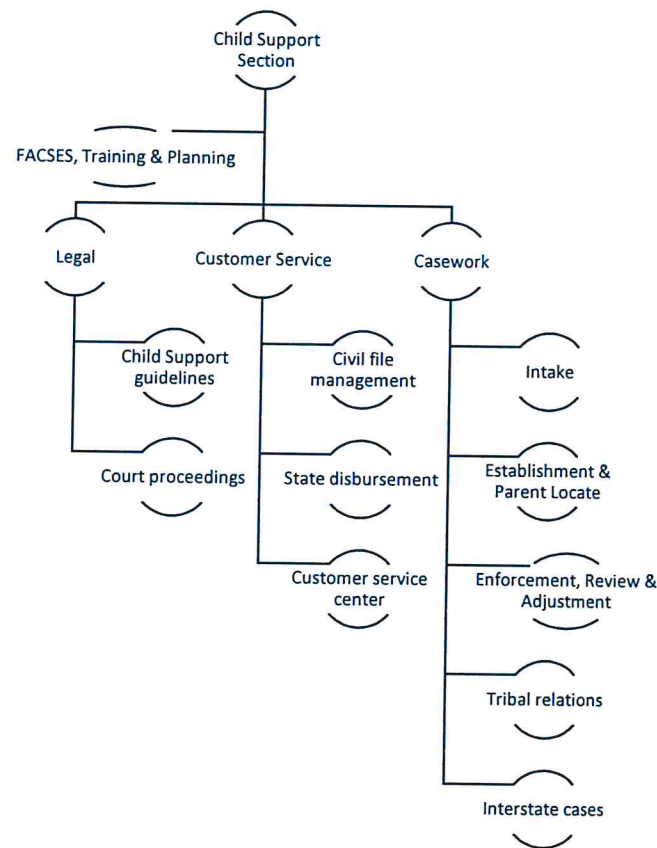 Child Support
Section
FACSES, Training & Planning
Legal
Customer Service
Casework
Child Support
guidelines
Civil file
management
Intake
Court proceedings
State disbursement
Establishment &
Parent Locate
Customer service
center
Enforcement, Review &
Adjustment
Tribal relations
Interstate cases